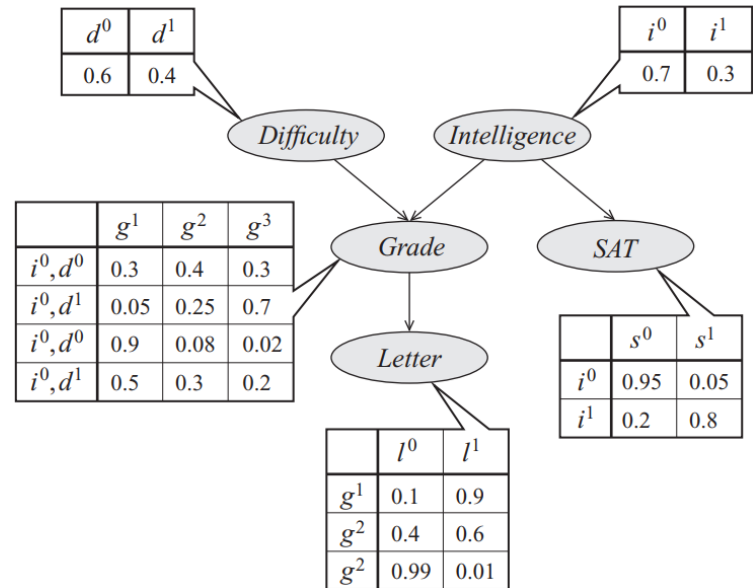 d⁰ d¹
0.6 0.4
i⁰ i¹
0.7 0.3
Difficulty
Intelligence
g¹ g² g³
i⁰,d⁰ 0.3 0.4 0.3
i⁰,d¹ 0.05 0.25 0.7
i⁰,d⁰ 0.9 0.08 0.02
i⁰,d¹ 0.5 0.3 0.2
Grade
SAT
s⁰ s¹
i⁰ 0.95 0.05
i¹ 0.2 0.8
Letter
l⁰ l¹
g¹ 0.1 0.9
g² 0.4 0.6
g² 0.99 0.01